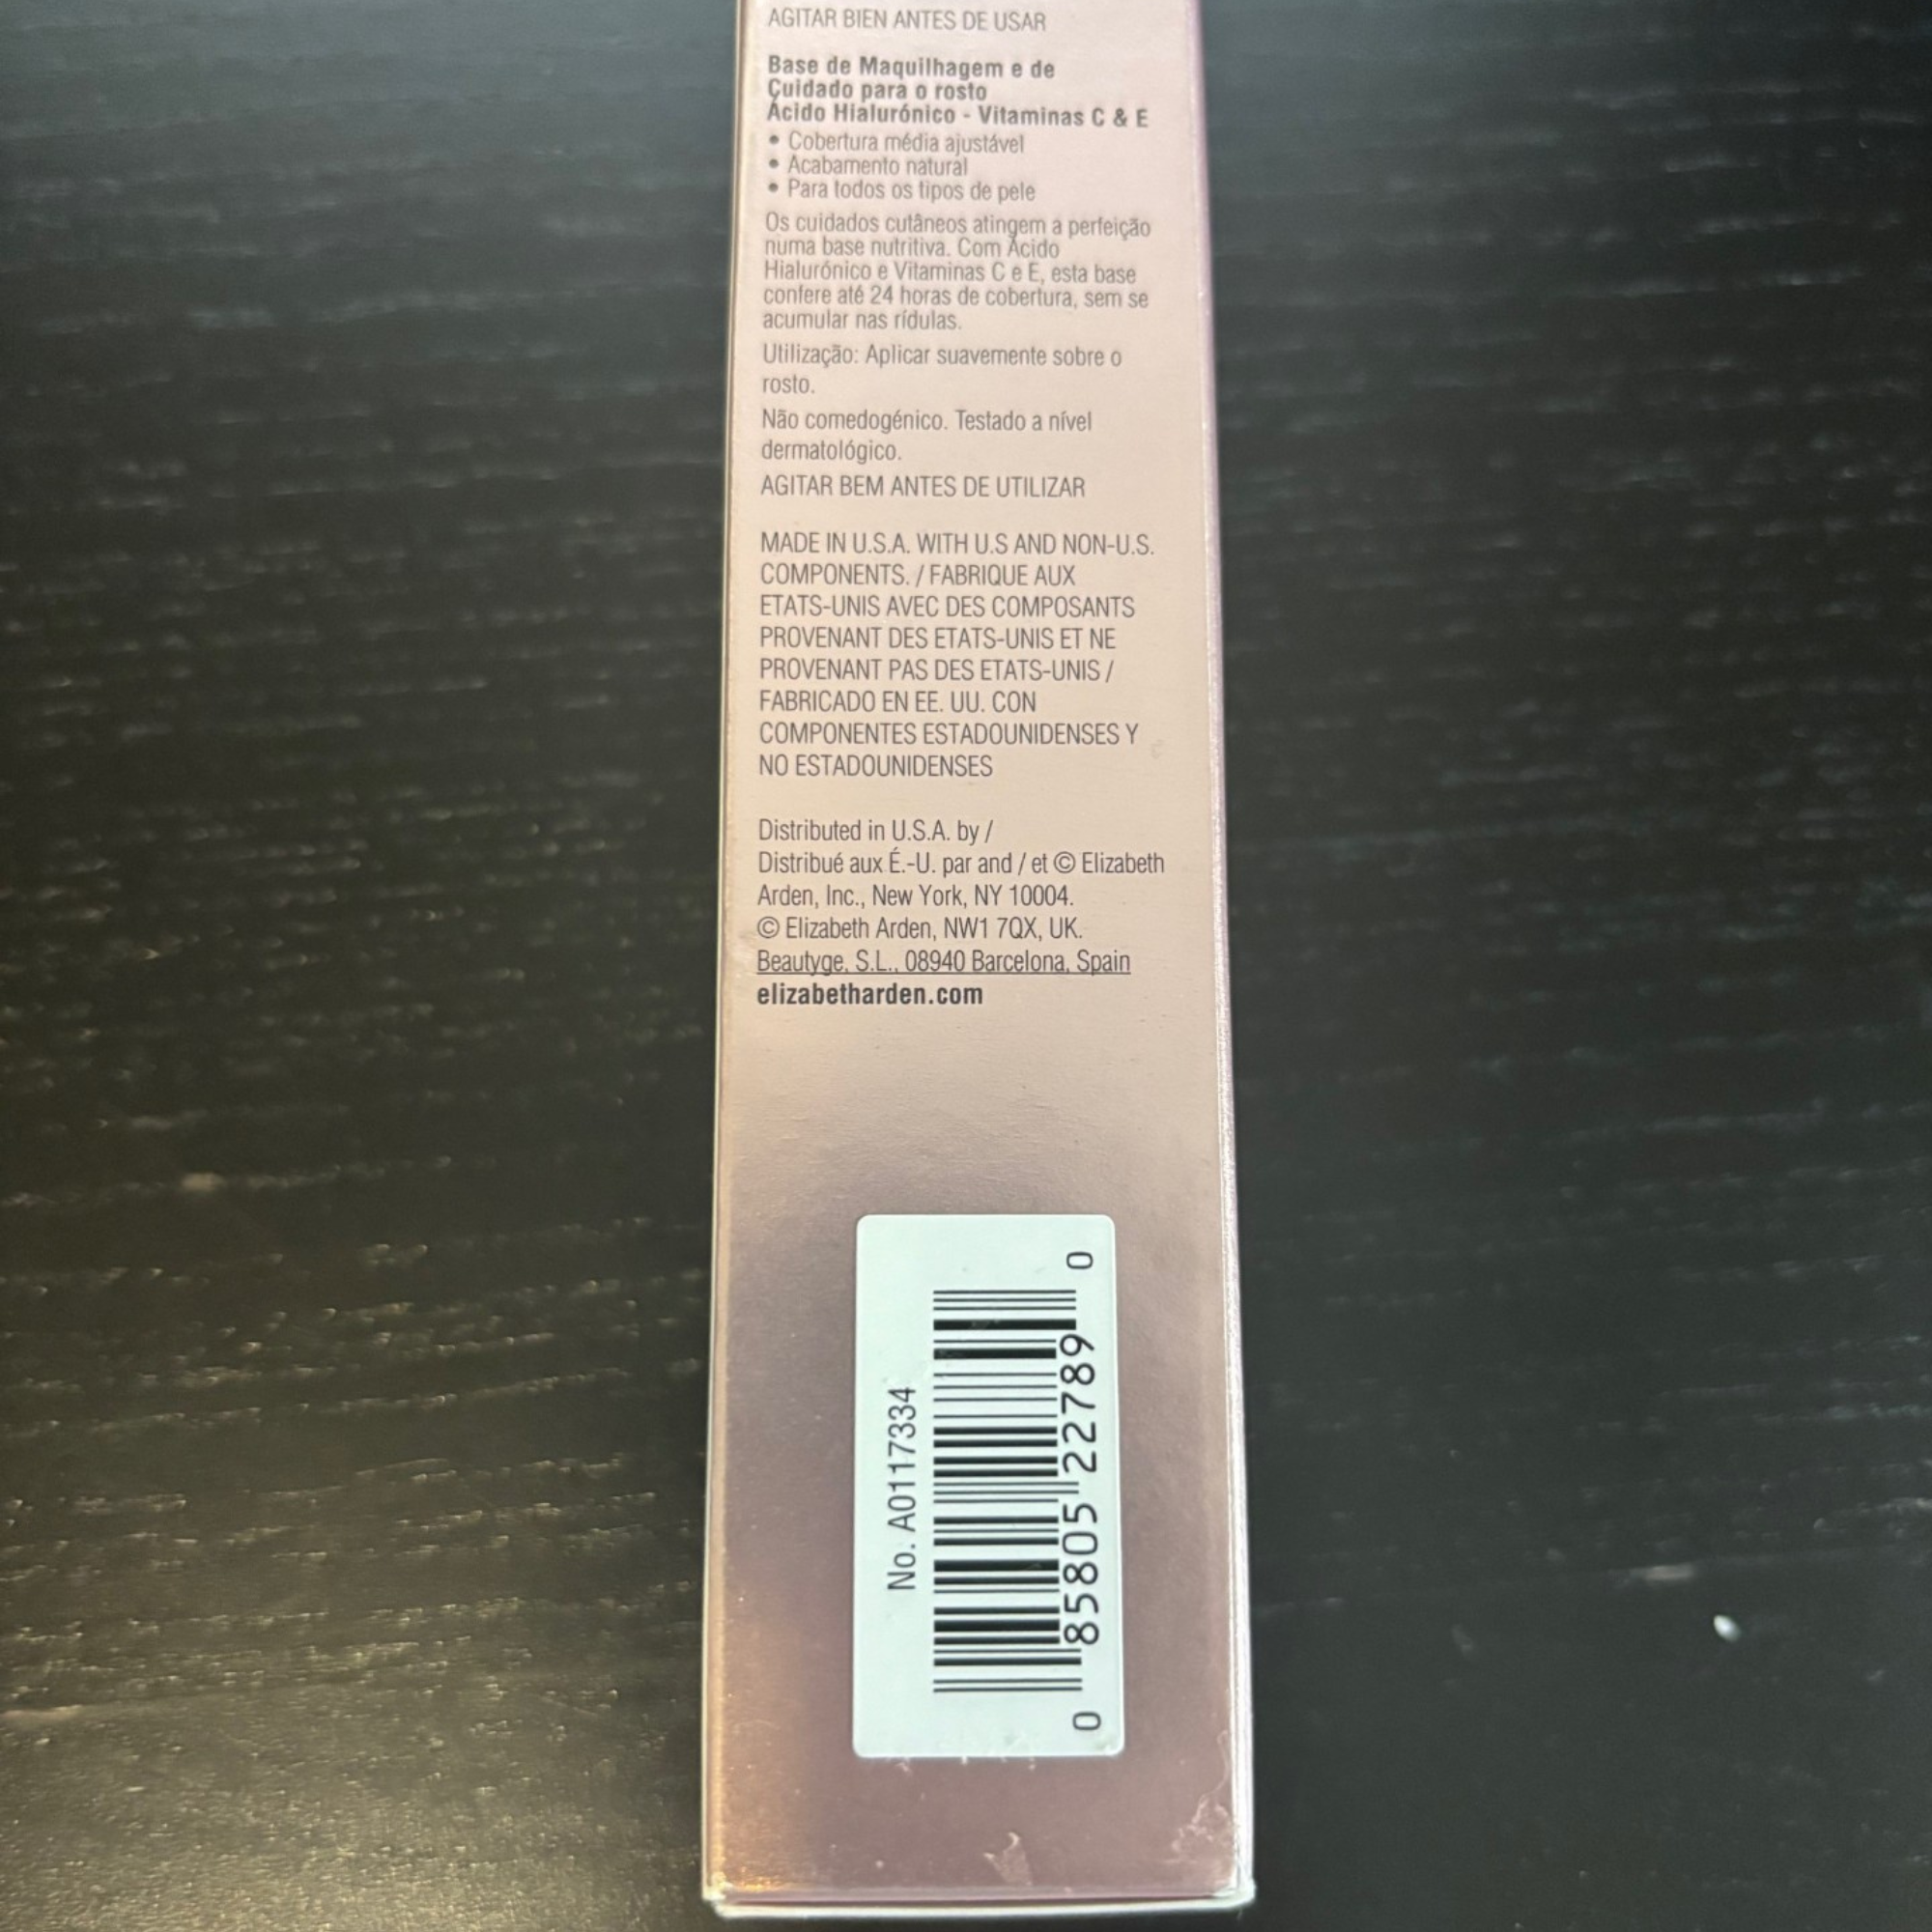 AGITAR BIEN ANTES DE USAR
Base de Maquilhagem e de
Cuidado para o rosto
Ácido Hialurónico - Vitaminas C & E
• Cobertura média ajustável
• Acabamento natural
• Para todos os tipos de pele
Os cuidados cutâneos atingem a perfeição
numa base nutritiva. Com Ácido
Hialurónico e Vitaminas C e E, esta base
confere até 24 horas de cobertura, sem se
acumular nas rídulas.
Utilização: Aplicar suavemente sobre o
rosto.
Não comedogénico. Testado a nível
dermatológico.
AGITAR BEM ANTES DE UTILIZAR
MADE IN U.S.A. WITH U.S AND NON-U.S.
COMPONENTS. / FABRIQUE AUX
ETATS-UNIS AVEC DES COMPOSANTS
PROVENANT DES ETATS-UNIS ET NE
PROVENANT PAS DES ETATS-UNIS /
FABRICADO EN EE. UU. CON
COMPONENTES ESTADOUNIDENSES Y
NO ESTADOUNIDENSES
Distributed in U.S.A. by /
Distribué aux É.-U. par and / et © Elizabeth
Arden, Inc., New York, NY 10004.
© Elizabeth Arden, NW1 7QX, UK.
Beautyge, S.L., 08940 Barcelona, Spain
elizabetharden.com
No. A0117334
0 85805 22789 0